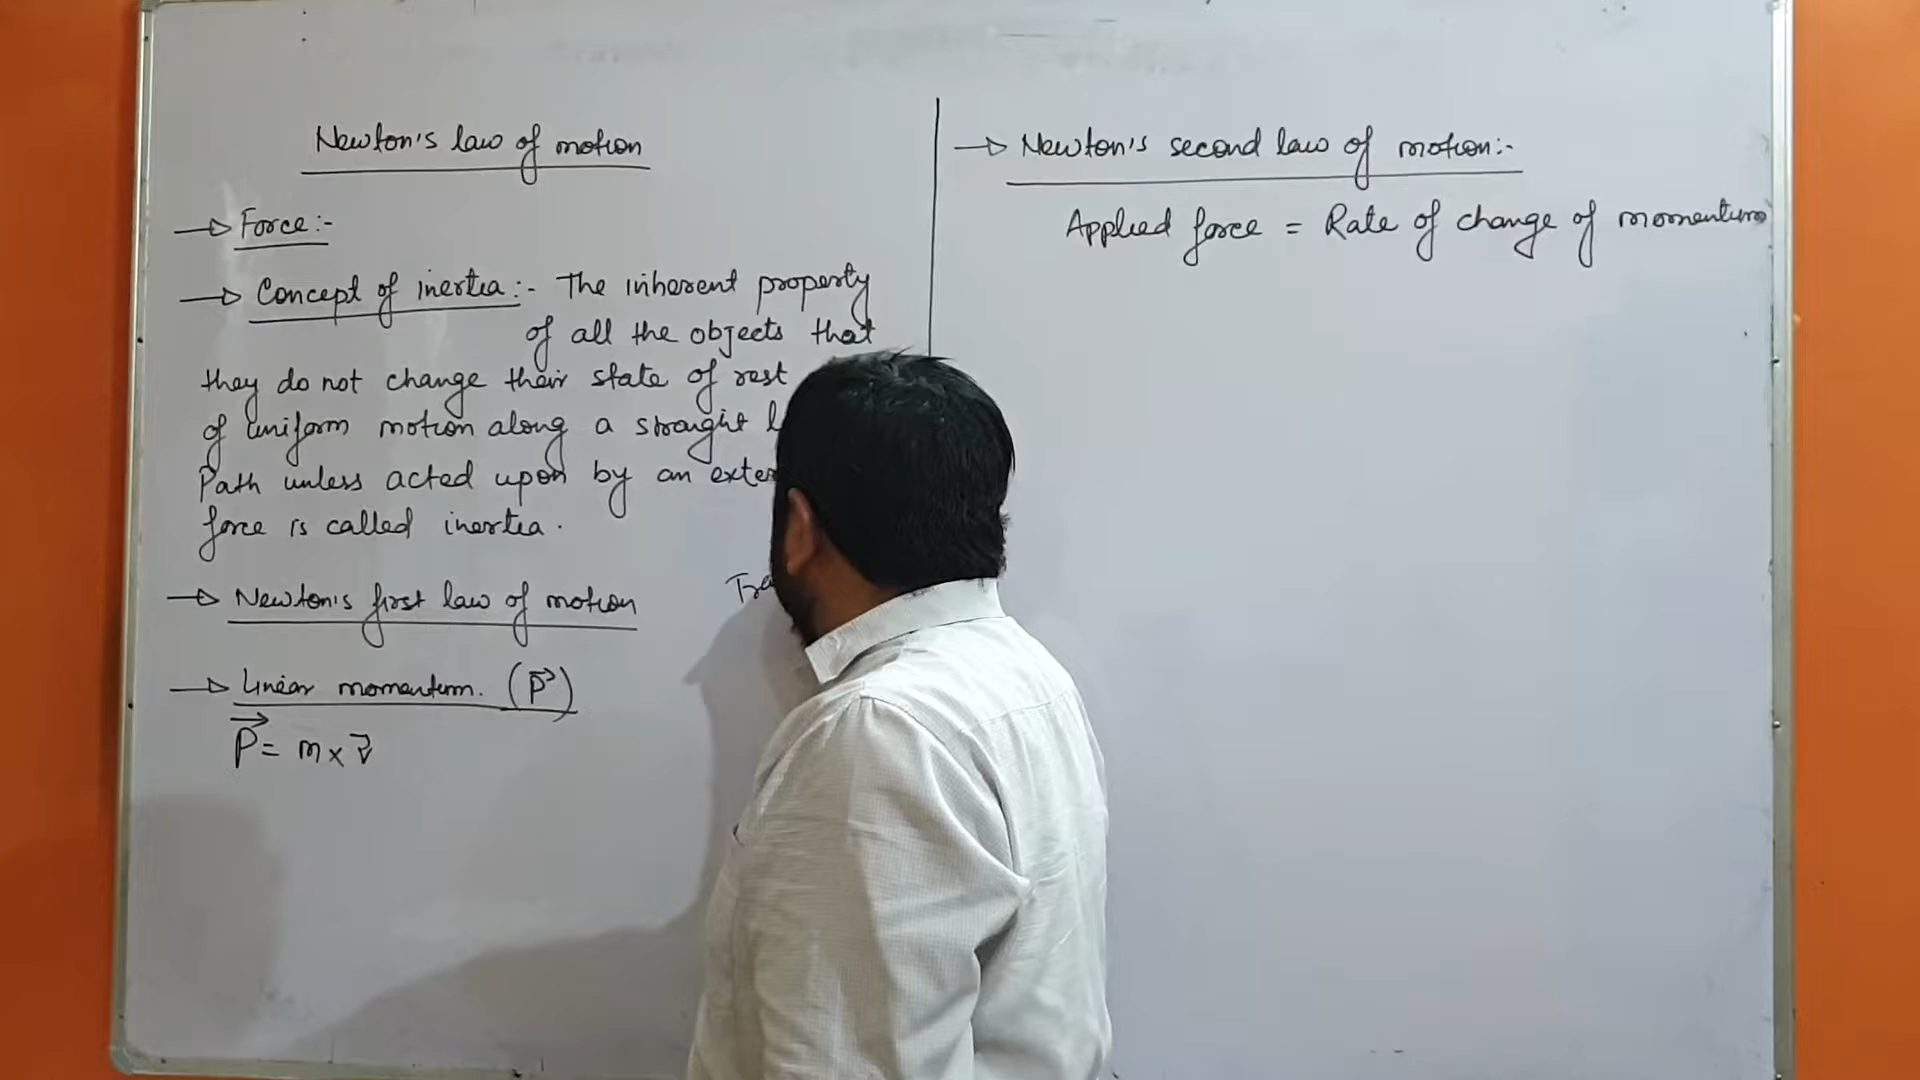 Newton's law of motion
→ Force :-
→ Concept of inertia :- The inherent property
of all the objects that
they do not change their state of rest
of uniform motion along a straight
Path unless acted upon by an
force is called inertia.
→ Newton's first law of motion
→ Linear momentum. (P⃗)
P⃗ = m × v⃗
→ Newton's second law of motion :-
Applied force = Rate of change of momentum